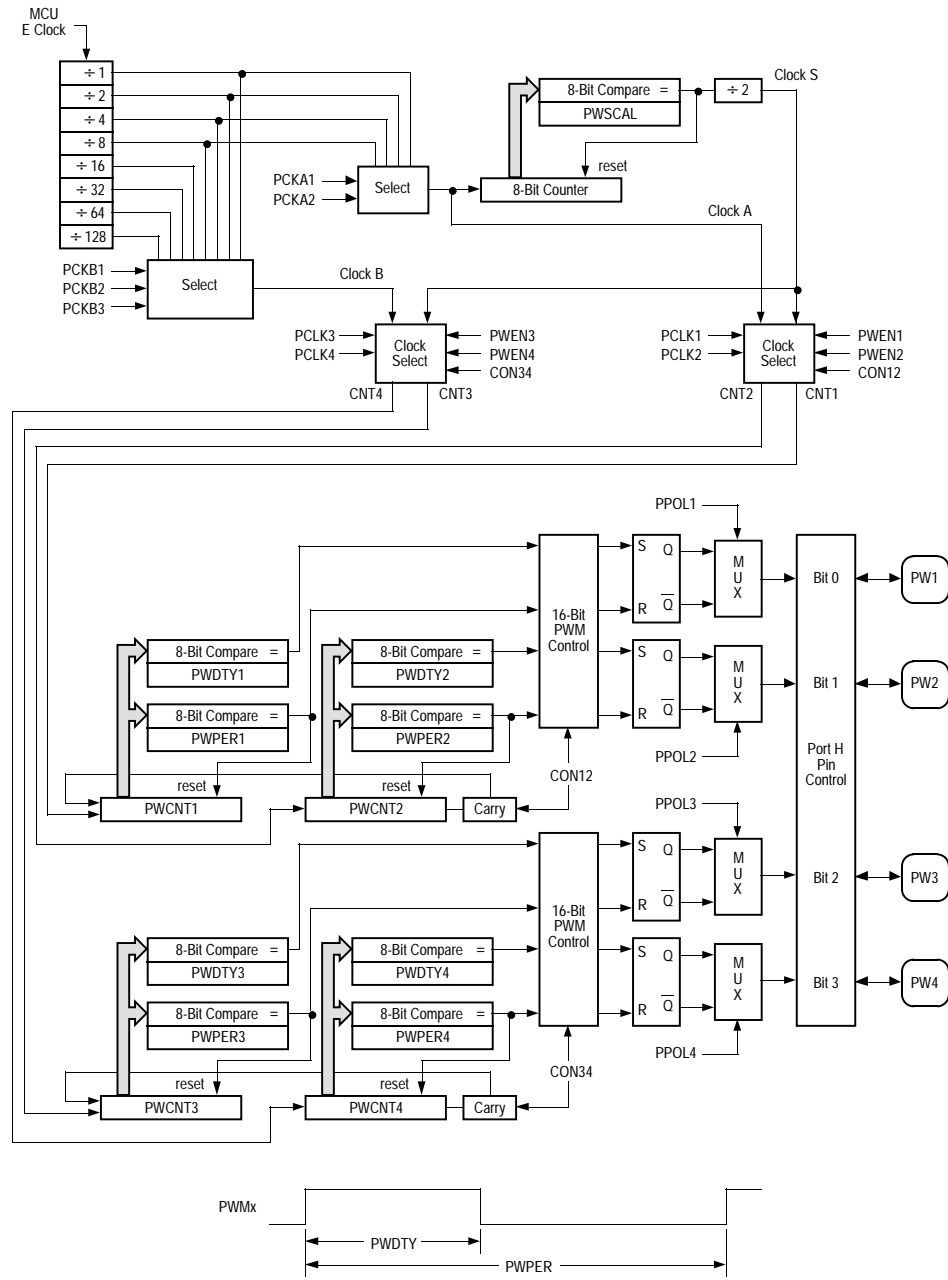 MCU
E Clock
÷ 1
÷ 2
÷ 4
÷ 8
÷ 16
÷ 32
÷ 64
÷ 128
PCKA1
PCKA2
Select
8-Bit Compare =
PWSCAL
reset
8-Bit Counter
÷ 2
Clock S
Clock A
PCKB1
PCKB2
PCKB3
Select
Clock B
PCLK3
PCLK4
Clock
Select
PWEN3
PWEN4
CON34
CNT4
CNT3
PCLK1
PCLK2
Clock
Select
PWEN1
PWEN2
CON12
CNT2
CNT1
8-Bit Compare =
PWDTY1
8-Bit Compare =
PWPER1
reset
PWCNT1
8-Bit Compare =
PWDTY2
8-Bit Compare =
PWPER2
reset
PWCNT2
Carry
16-Bit
PWM
Control
CON12
S Q
R Q
S Q
R Q
PPOL1
MUX
MUX
PPOL2
8-Bit Compare =
PWDTY3
8-Bit Compare =
PWPER3
reset
PWCNT3
8-Bit Compare =
PWDTY4
8-Bit Compare =
PWPER4
reset
PWCNT4
Carry
16-Bit
PWM
Control
CON34
S Q
R Q
S Q
R Q
PPOL3
MUX
MUX
PPOL4
Bit 0
Bit 1
Port H
Pin
Control
Bit 2
Bit 3
PW1
PW2
PW3
PW4
PWMx
PWDTY
PWPER